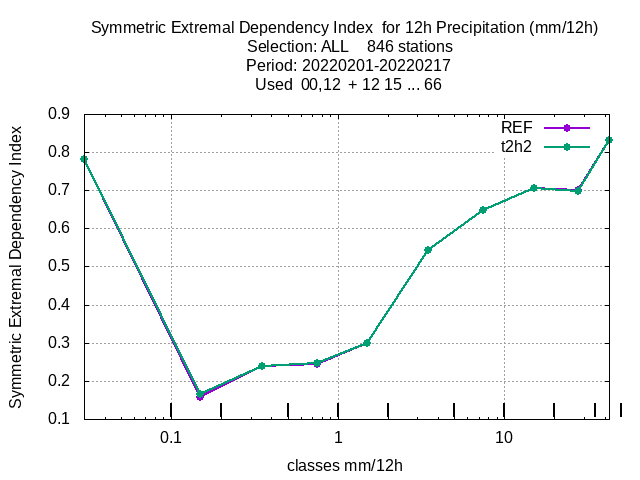 Symmetric Extremal Dependency Index  for 12h Precipitation (mm/12h)
Selection: ALL    846 stations
Period: 20220201-20220217
Used  00,12  + 12 15 ... 66
REF
t2h2
0.9
0.8
0.7
0.6
0.5
0.4
0.3
0.2
0.1
Symmetric Extremal Dependency Index
0.1
1
10
classes mm/12h